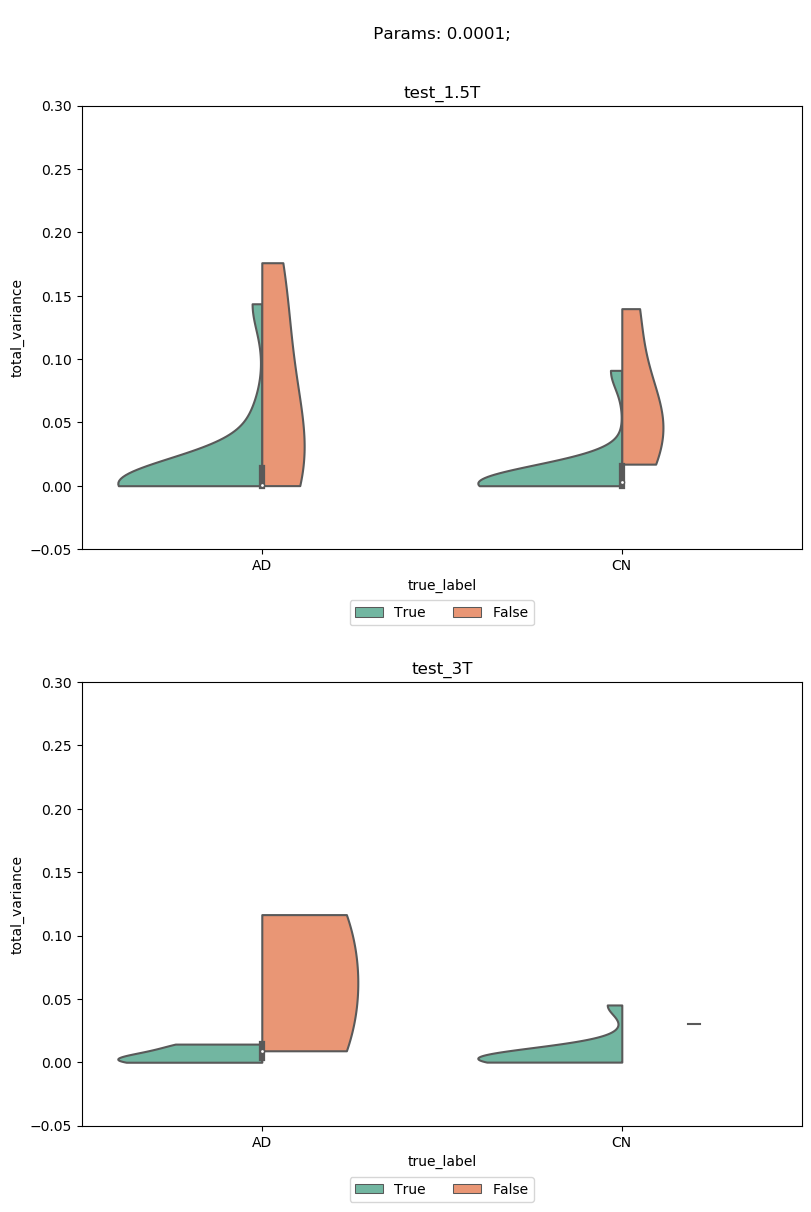 Params: 0.0001;
test_1.5T
0.30
0.25
0.20
0.15
0.10
0.05
0.00
−0.05
total_variance
AD CN
true_label
True False
test_3T
0.30
0.25
0.20
0.15
0.10
0.05
0.00
−0.05
total_variance
AD CN
true_label
True False